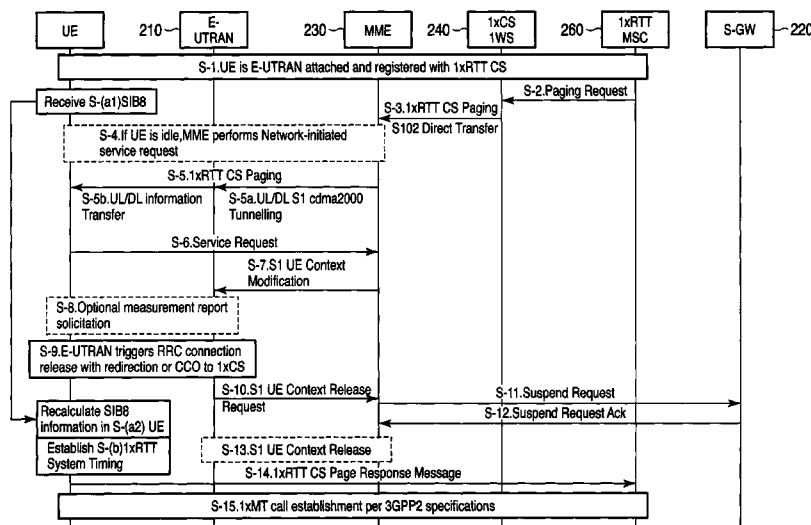 UE
210
E-
UTRAN
230
MME
240
1xCS
1WS
260
1xRTT
MSC
S-GW
220
S-1.UE is E-UTRAN attached and registered with 1xRTT CS
Receive S-(a1)SIB8
S-2.Paging Request
S-3.1xRTT CS Paging
S102 Direct Transfer
S-4.If UE is idle,MME performs Network-initiated
service request
S-5.1xRTT CS Paging
S-5b.UL/DL information
Transfer
S-5a.UL/DL S1 cdma2000
Tunnelling
S-6.Service Request
S-7.S1 UE Context
Modification
S-8.Optional measurement report
solicitation
S-9.E-UTRAN triggers RRC connection
release with redirection or CCO to 1xCS
S-10.S1 UE Context Release
Request
S-11.Suspend Request
S-12.Suspend Request Ack
Recalculate SIB8
information in S-(a2) UE
Establish S-(b)1xRTT
System Timing
S-13.S1 UE Context Release
S-14.1xRTT CS Page Response Message
S-15.1xMT call establishment per 3GPP2 specifications